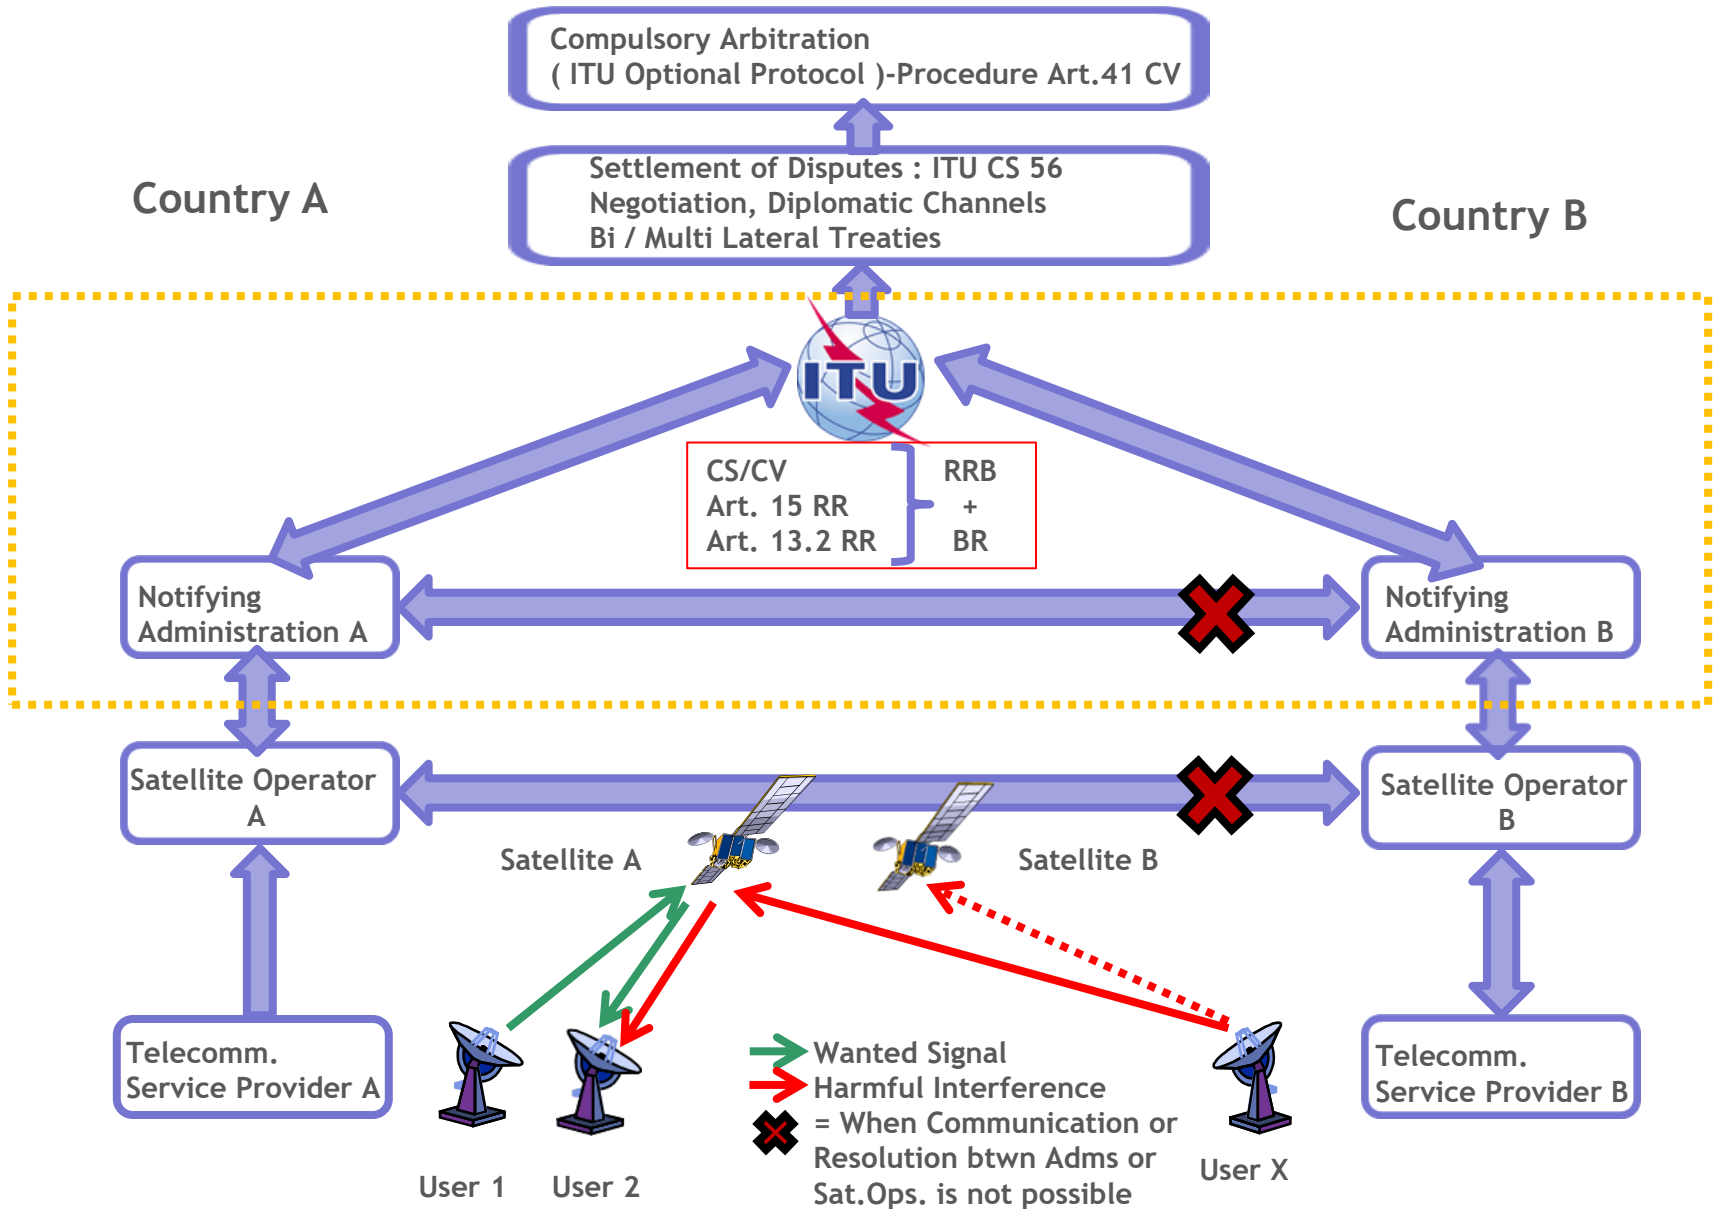 Compulsory Arbitration
( ITU Optional Protocol )-Procedure Art.41 CV
Settlement of Disputes : ITU CS 56
Negotiation, Diplomatic Channels
Bi / Multi Lateral Treaties
Country A
Country B
ITU
CS/CV
Art. 15 RR
Art. 13.2 RR
RRB
+
BR
Notifying
Administration A
Notifying
Administration B
Satellite Operator
A
Satellite Operator
B
Satellite A
Satellite B
Telecomm.
Service Provider A
Telecomm.
Service Provider B
Wanted Signal
Harmful Interference
= When Communication or
Resolution btwn Adms or
Sat.Ops. is not possible
User 1
User 2
User X